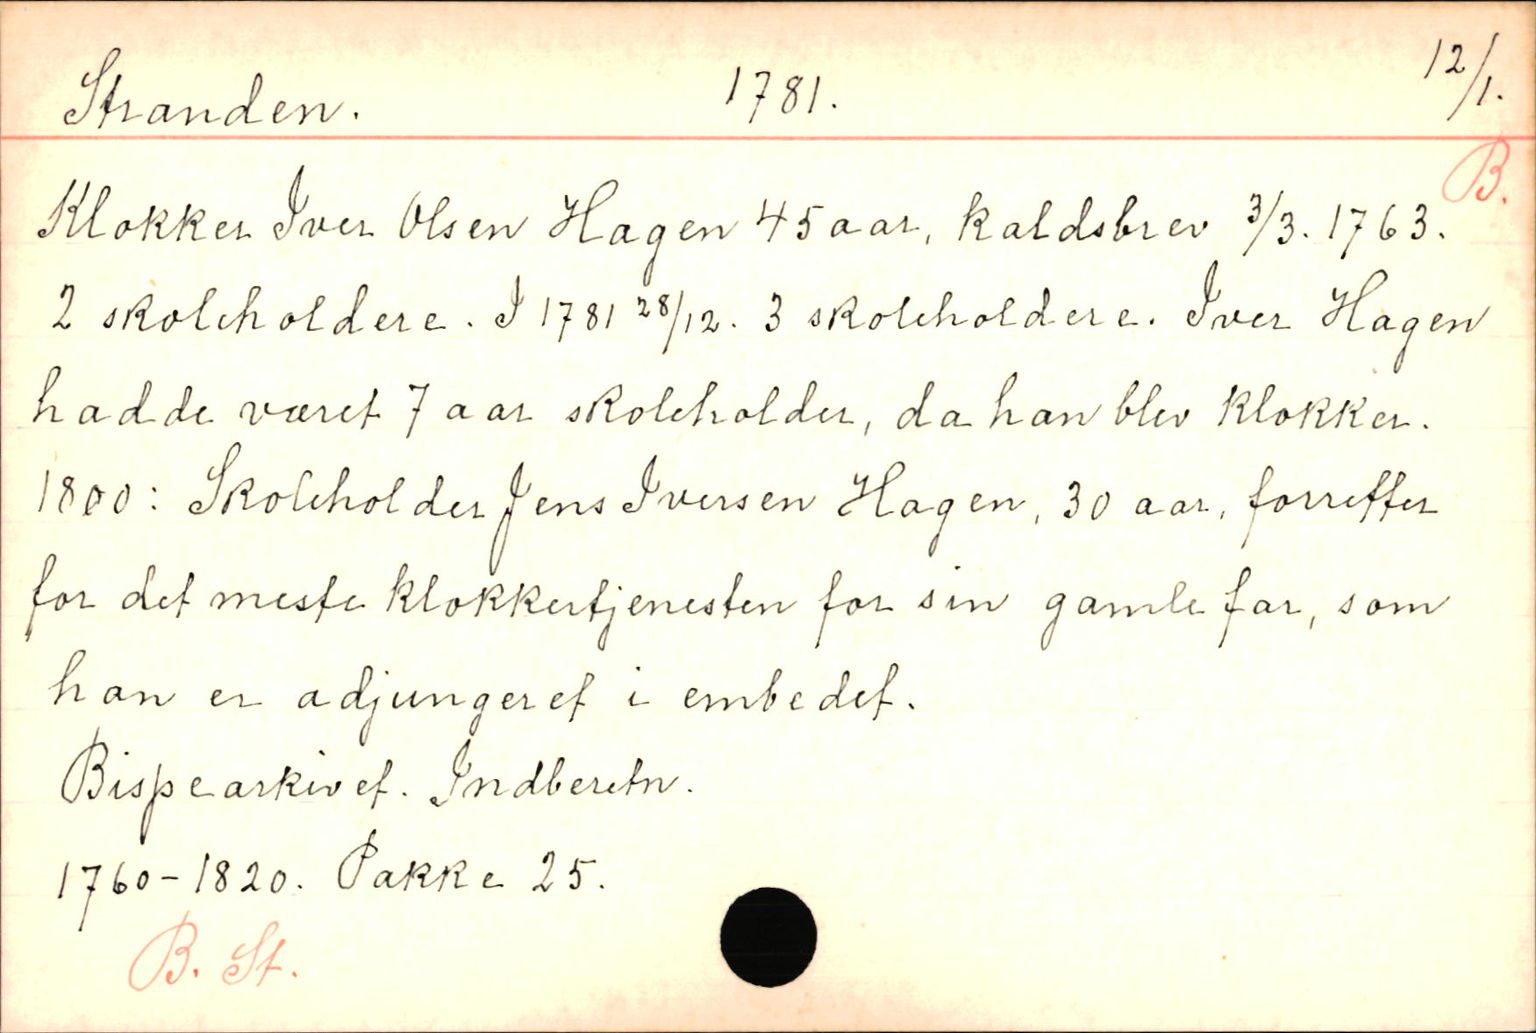 Stranden. 1781. 12/1.
B.
Klokker Iver Olsen Hagen 45 aar, kaldsbrev 3/3. 1763.
2 skoleholdere. I 1781 28/12. 3 skoleholdere. Iver Hagen
hadde været 7 aar skoleholder, da han blev klokker.
1800: Skoleholder Jens Iversen Hagen, 30 aar, forretter
for det meste klokkertjenesten for sin gamle far, som
han er adjungeret i embedet.
Bispearkivet. Indberetn.
1760-1820. Pakke 25.
B. St.